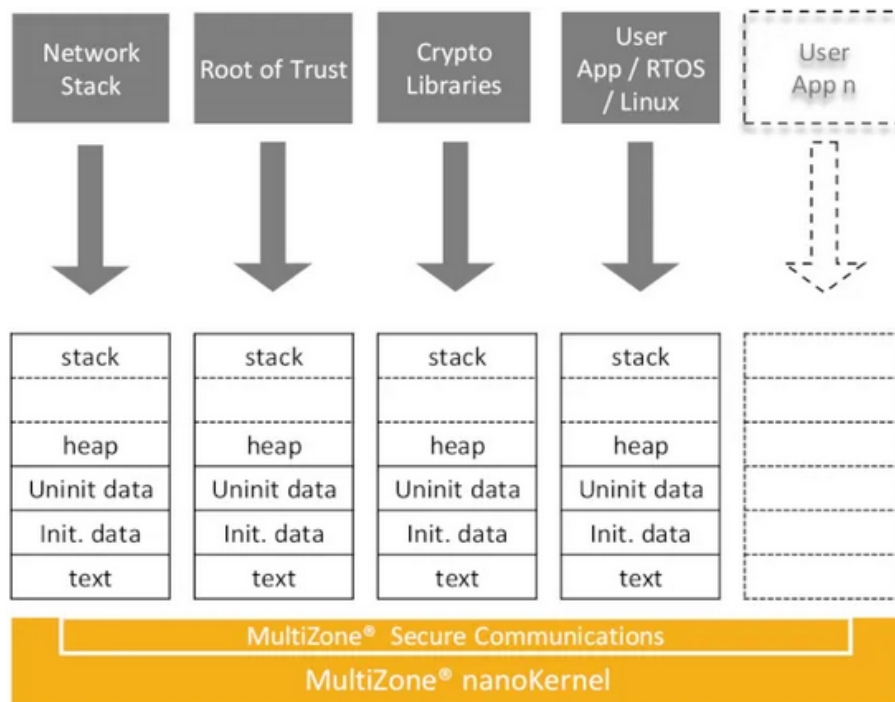 Network
Stack
Root of Trust
Crypto
Libraries
User
App / RTOS
/ Linux
User
App n
stack
stack
stack
stack
heap
heap
heap
heap
Uninit data
Uninit data
Uninit data
Uninit data
Init. data
Init. data
Init. data
Init. data
text
text
text
text
MultiZone® Secure Communications
MultiZone® nanoKernel